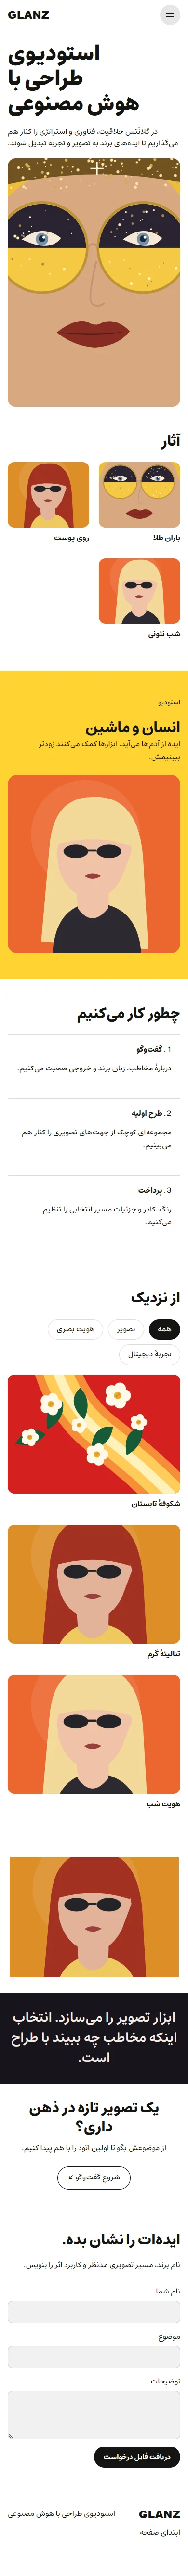 GLANZ
استودیوی
طراحی با
هوش مصنوعی
در گلانتس خلاقیت، فناوری و استراتژی را کنار هم
می‌گذاریم تا ایده‌های برند به تصویر و تجربه تبدیل شوند.
آثار
باران طلا
روی پوست
شب نئونی
استودیو
انسان و ماشین
ایده از آدم‌ها می‌آید. ابزارها کمک می‌کنند زودتر
ببینیمش.
چطور کار می‌کنیم
1. گفت‌وگو
دربارهٔ مخاطب، زبان برند و خروجی صحبت می‌کنیم.
2. طرح اولیه
مجموعه‌ای کوچک از جهت‌های تصویری را کنار هم
می‌بینیم.
3. پرداخت
رنگ، کادر و جزئیات مسیر انتخابی را تنظیم
می‌کنیم.
از نزدیک
همه
تصویر
هویت بصری
تجربهٔ دیجیتال
شکوفهٔ تابستان
تنالیتهٔ گرم
هویت شب
ابزار تصویر را می‌سازد. انتخاب
اینکه مخاطب چه ببیند با طراح
است.
یک تصویر تازه در ذهن
داری؟
از موضوعش بگو تا اولین اتود را با هم پیدا کنیم.
شروع گفت‌وگو ↙
ایده‌ات را نشان بده.
نام برند، مسیر تصویری مدنظر و کاربرد اثر را بنویس.
نام شما
موضوع
توضیحات
دریافت فایل درخواست
GLANZ
استودیوی طراحی با هوش مصنوعی
ابتدای صفحه